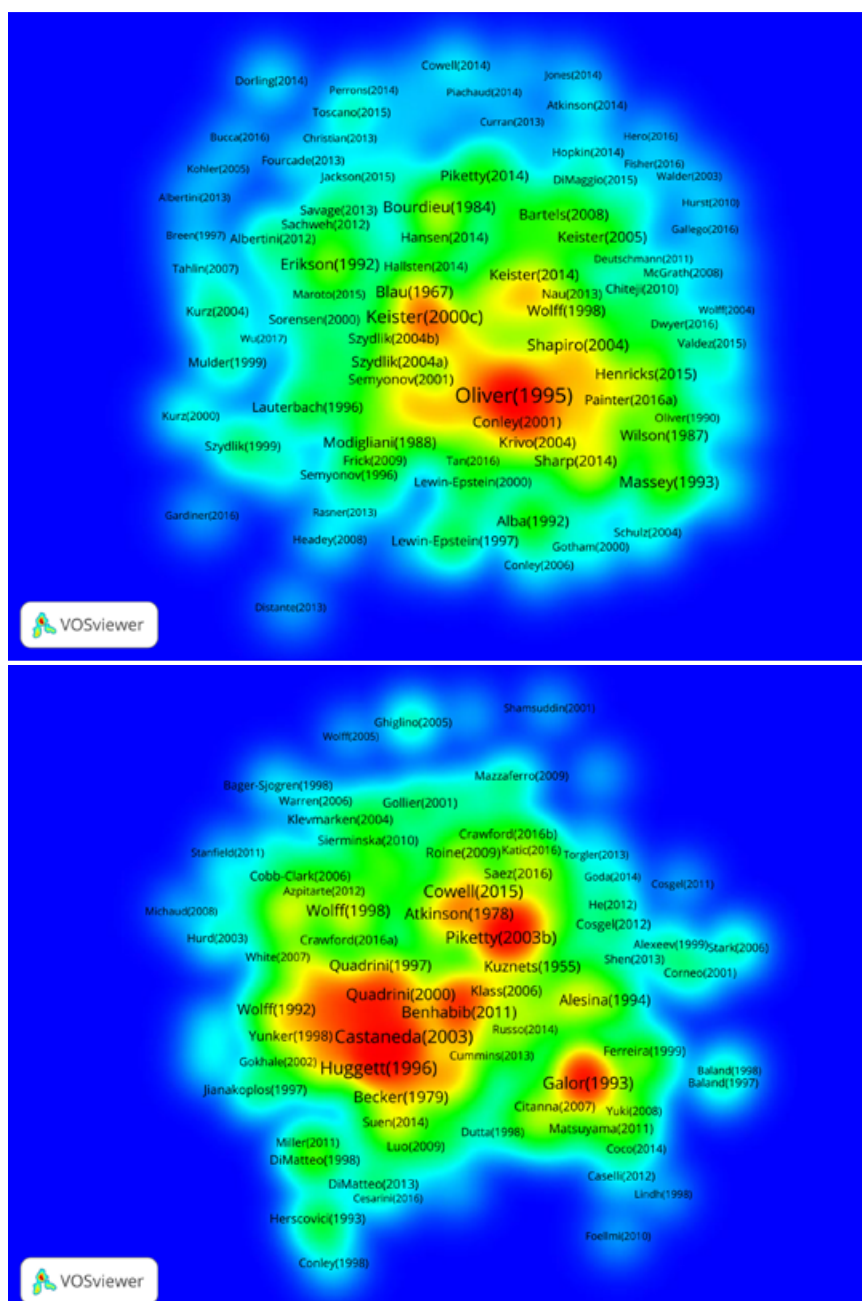 Cowell(2014)
Jones(2014)
Dorling(2014)
Perrons(2014)
Piachaud(2014)
Atkinson(2014)
Toscano(2015)
Curran(2013)
Bucca(2016)
Christian(2013)
Hero(2016)
Hopkin(2014)
Fourcade(2013)
Fisher(2016)
Kohler(2005)
Jackson(2015)
Piketty(2014)
DiMaggio(2015)
Walder(2003)
Albertini(2013)
Savage(2013)
Bourdieu(1984)
Bartels(2008)
Hurst(2010)
Sachweh(2012)
Gallego(2016)
Breen(1997)
Albertini(2012)
Hansen(2014)
Keister(2005)
Deutschmann(2011)
Tahlin(2007)
Erikson(1992)
Hallsten(2014)
Keister(2014)
McGrath(2008)
Maroto(2015)
Blau(1967)
Nau(2013)
Chiteji(2010)
Kurz(2004)
Sorensen(2000)
Keister(2000c)
Wolff(1998)
Wolff(2004)
Dwyer(2016)
Wu(2017)
Szydlik(2004b)
Shapiro(2004)
Valdez(2015)
Mulder(1999)
Szydlik(2004a)
Semyonov(2001)
Henricks(2015)
Oliver(1995)
Painter(2016a)
Kurz(2000)
Lauterbach(1996)
Conley(2001)
Oliver(1990)
Szydlik(1999)
Modigliani(1988)
Krivo(2004)
Wilson(1987)
Frick(2009)
Tan(2016)
Sharp(2014)
Semyonov(1996)
Lewin-Epstein(2000)
Massey(1993)
Gardiner(2016)
Rasner(2013)
Alba(1992)
Headey(2008)
Lewin-Epstein(1997)
Schulz(2004)
Gotham(2000)
Conley(2006)
Distante(2013)
VOSviewer
Shamsuddin(2001)
Ghiglino(2005)
Wolff(2005)
Mazzaferro(2009)
Bager-Sjogren(1998)
Warren(2006)
Gollier(2001)
Klevmarken(2004)
Sierminska(2010)
Crawford(2016b)
Stanfield(2011)
Roine(2009)
Katic(2016)
Torgler(2013)
Cobb-Clark(2006)
Saez(2016)
Goda(2014)
Cosgel(2011)
Azpitarte(2012)
Cowell(2015)
Michaud(2008)
Wolff(1998)
Atkinson(1978)
He(2012)
Cosgel(2012)
Hurd(2003)
Crawford(2016a)
Piketty(2003b)
Alexeev(1999)
Stark(2006)
White(2007)
Quadrini(1997)
Kuznets(1955)
Shen(2013)
Corneo(2001)
Quadrini(2000)
Klass(2006)
Alesina(1994)
Wolff(1992)
Benhabib(2011)
Yunker(1998)
Castaneda(2003)
Russo(2014)
Gokhale(2002)
Huggett(1996)
Cummins(2013)
Ferreira(1999)
Baland(1998)
Jianakoplos(1997)
Becker(1979)
Galor(1993)
Baland(1997)
Citanna(2007)
Yuki(2008)
Suen(2014)
Matsuyama(2011)
Dutta(1998)
Miller(2011)
Luo(2009)
Coco(2014)
DiMatteo(1998)
DiMatteo(2013)
Caselli(2012)
Cesarini(2016)
Lindh(1998)
Herscovici(1993)
Foellmi(2010)
Conley(1998)
VOSviewer